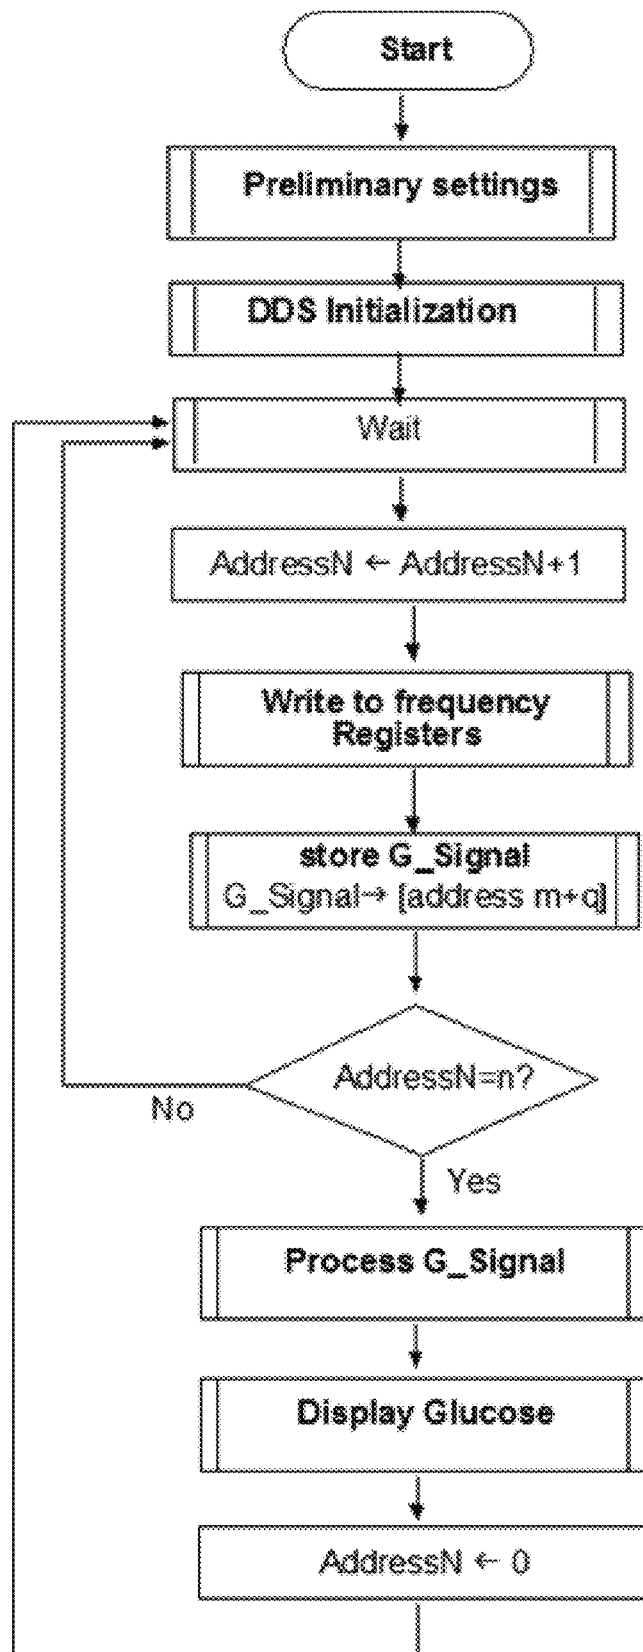 Start
Preliminary settings
DDS Initialization
Wait
AddressN ← AddressN+1
Write to frequency
Registers
store G_Signal
G_Signal→ [address m+q]
AddressN=n?
No
Yes
Process G_Signal
Display Glucose
AddressN ← 0